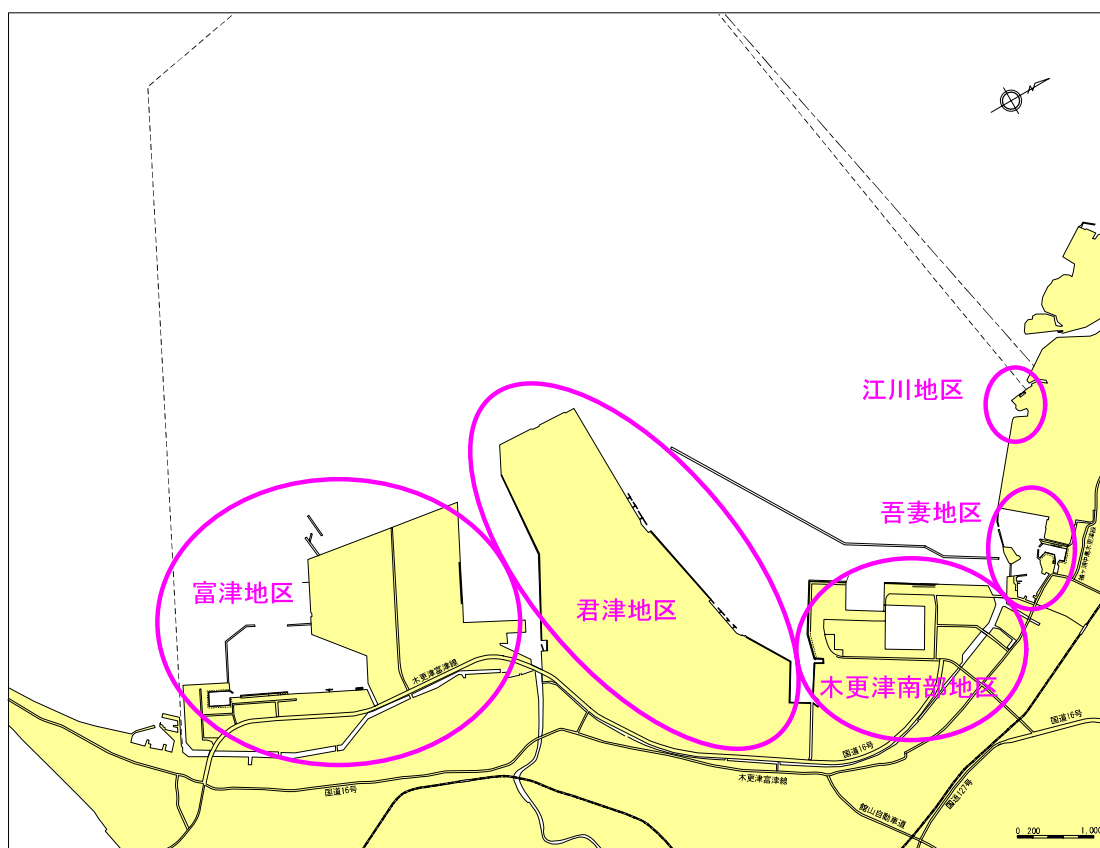 N
江川地区
吾妻地区
富津地区
君津地区
木更津南部地区
木更津富津線
国道16号
国道16号
木更津富津線
国道16号
国道127号
館山自動車道
0 200 1,000